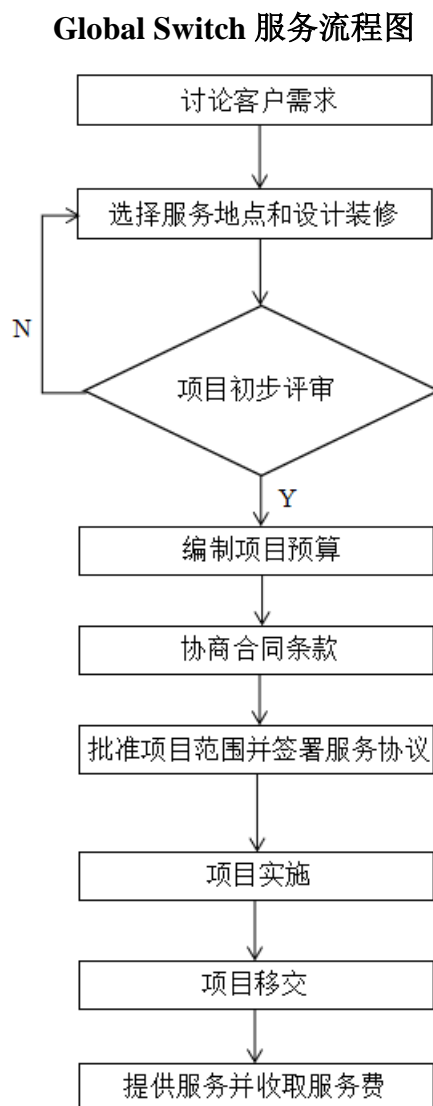 Global Switch 服务流程图
讨论客户需求
选择服务地点和设计装修
N
项目初步评审
Y
编制项目预算
协商合同条款
批准项目范围并签署服务协议
项目实施
项目移交
提供服务并收取服务费